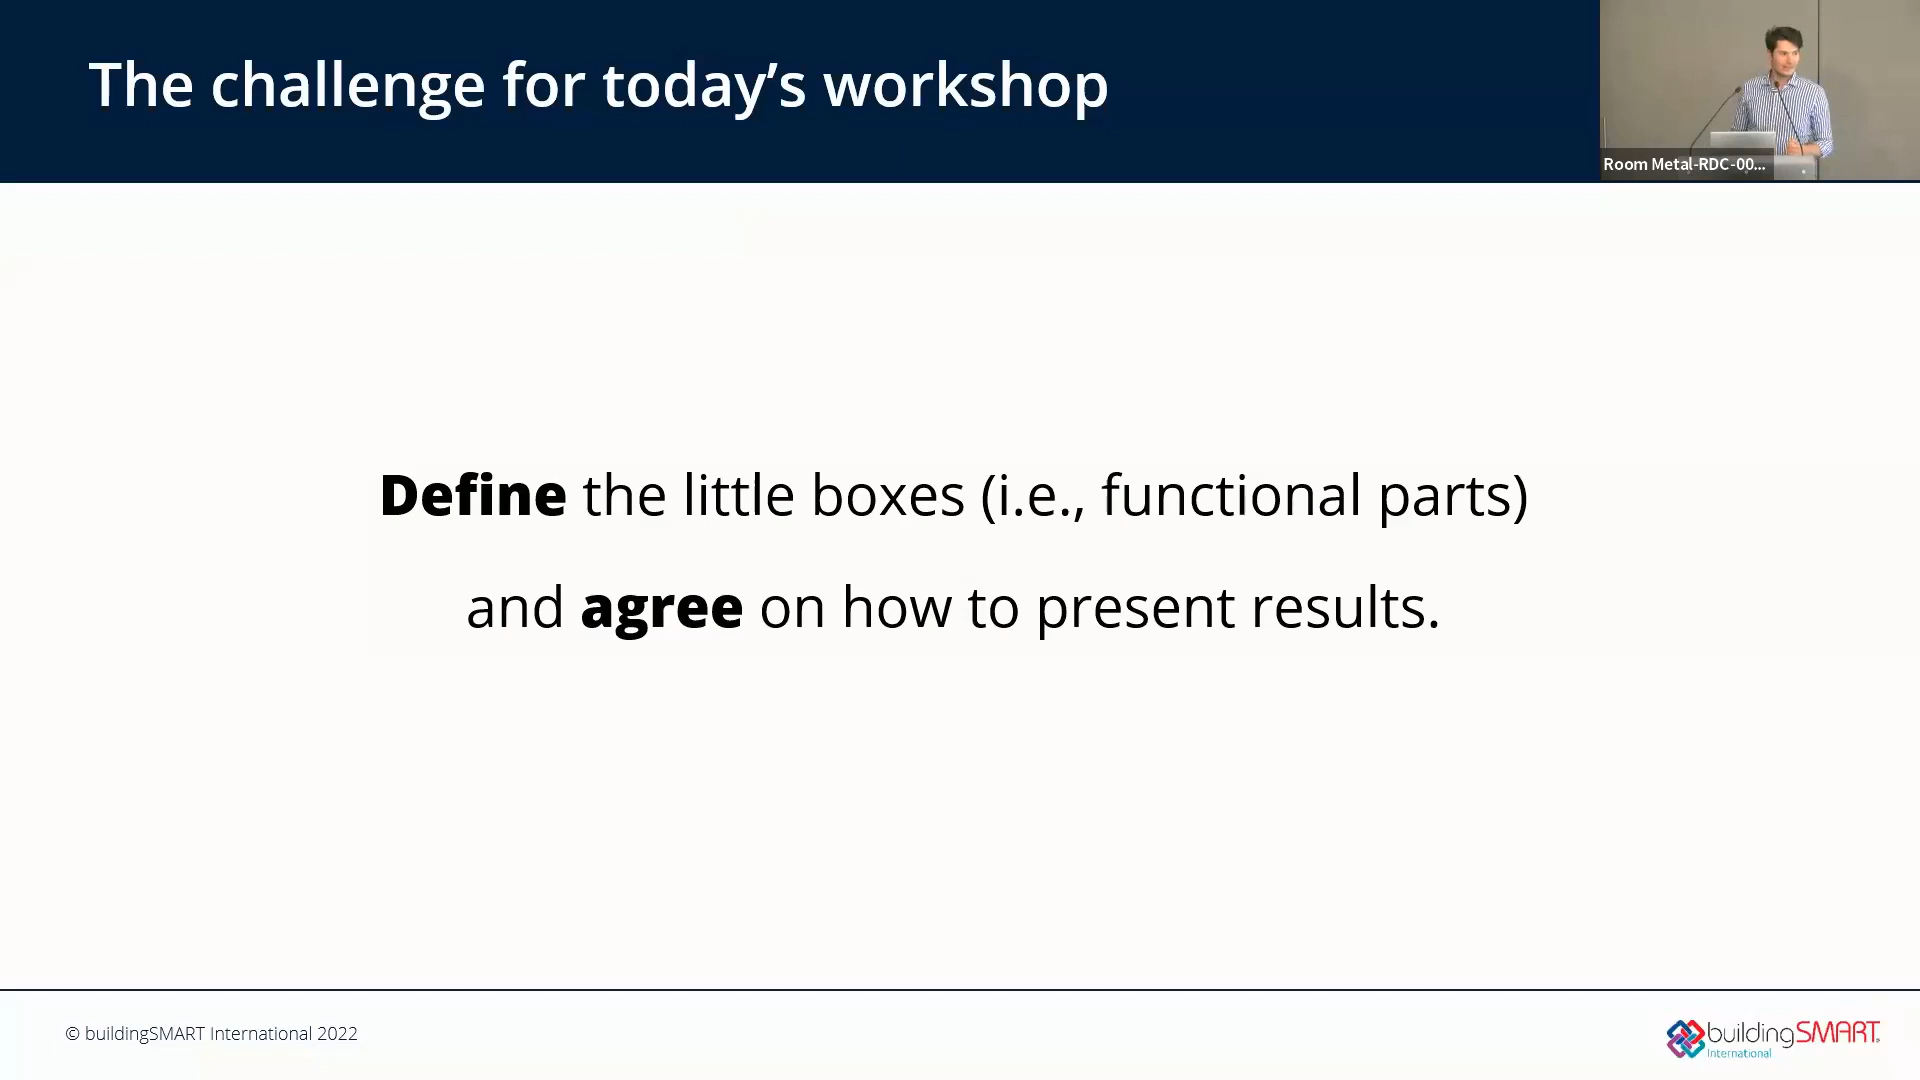 The challenge for today’s workshop
Room Metal-RDC-00...
Define the little boxes (i.e., functional parts)
and agree on how to present results.
© buildingSMART International 2022
buildingSMART
International